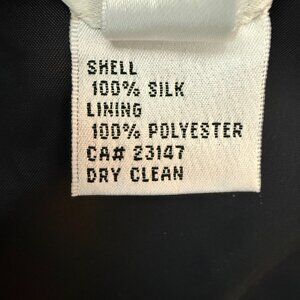 SHELL
100% SILK
LINING
100% POLYESTER
CA# 23147
DRY CLEAN